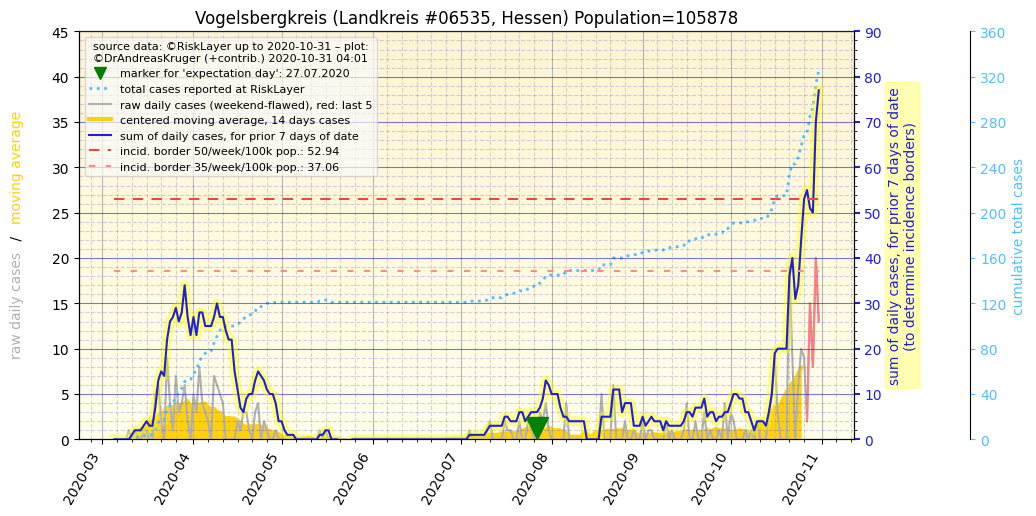 Vogelsbergkreis (Landkreis #06535, Hessen) Population=105878
source data: ©RiskLayer up to 2020-10-31 – plot:
©DrAndreasKruger (+contrib.) 2020-10-31 04:01
marker for 'expectation day': 27.07.2020
total cases reported at RiskLayer
raw daily cases (weekend-flawed), red: last 5
centered moving average, 14 days cases
sum of daily cases, for prior 7 days of date
incid. border 50/week/100k pop.: 52.94
incid. border 35/week/100k pop.: 37.06
raw daily cases / moving average
45
40
35
30
25
20
15
10
5
0
90
80
70
60
50
40
30
20
10
0
sum of daily cases, for prior 7 days of date
(to determine incidence borders)
360
320
280
240
200
160
120
80
40
0
cumulative total cases
2020-03
2020-04
2020-05
2020-06
2020-07
2020-08
2020-09
2020-10
2020-11